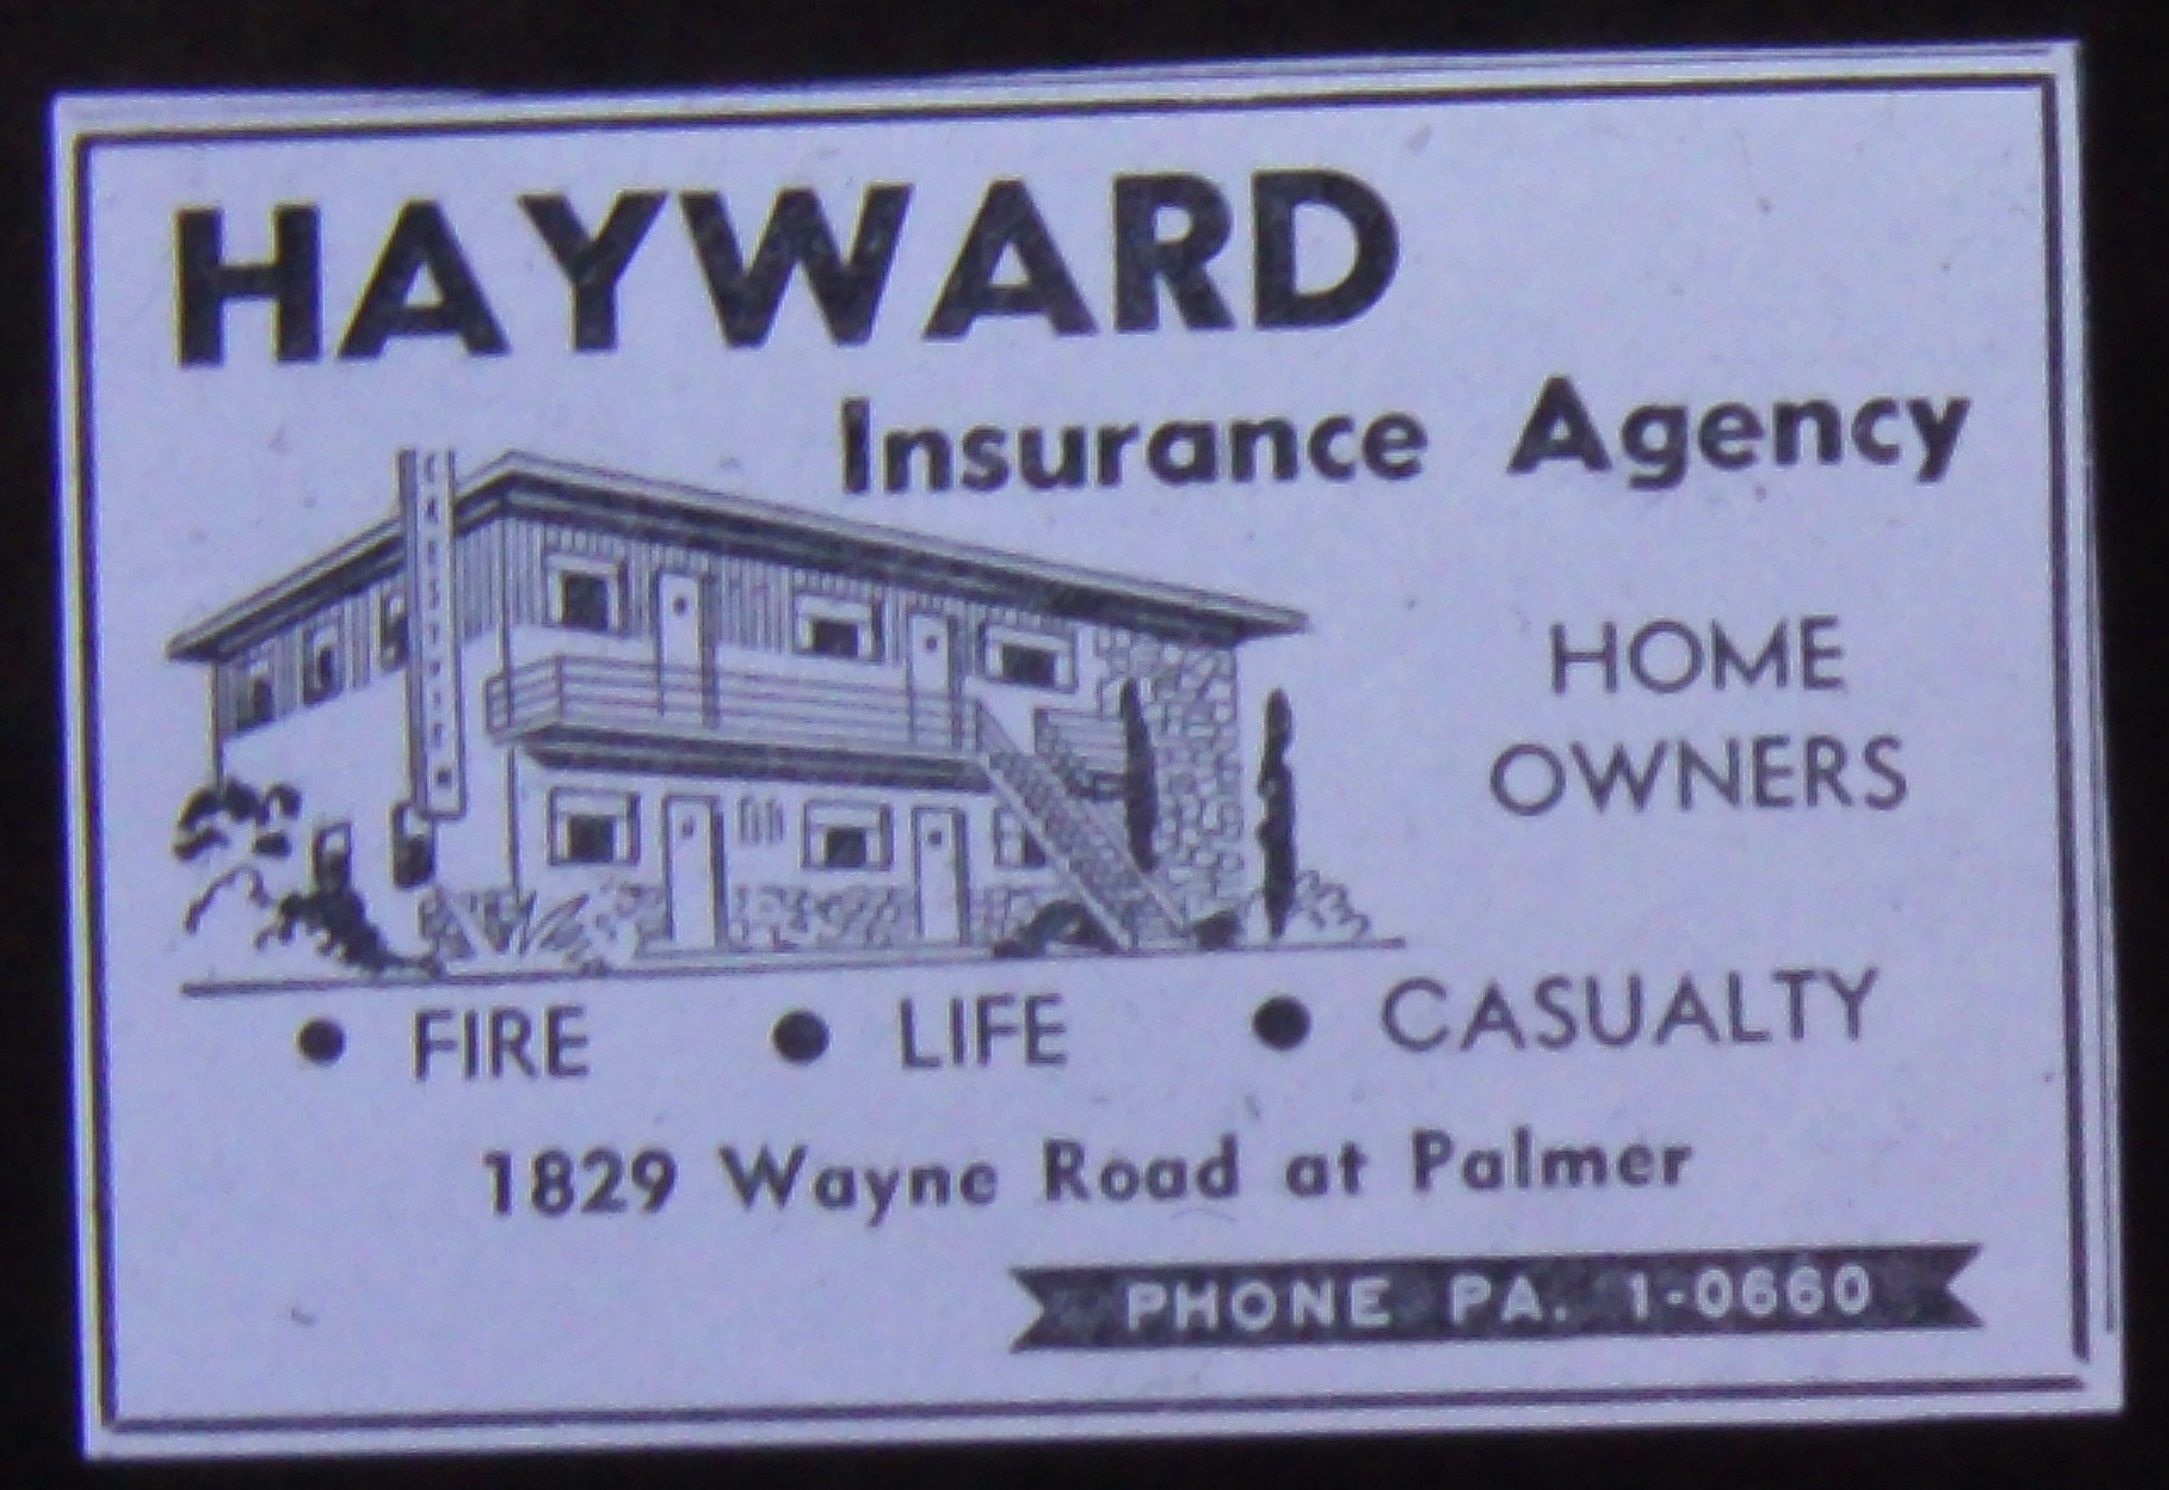 HAYWARD
Insurance Agency
HOME
OWNERS
• FIRE • LIFE • CASUALTY
1829 Wayne Road at Palmer
PHONE PA. 1-0660